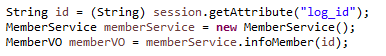 String id = (String) session.getAttribute("log_id");
MemberService memberService = new MemberService();
MemberVO memberVO = memberService.infoMember(id);